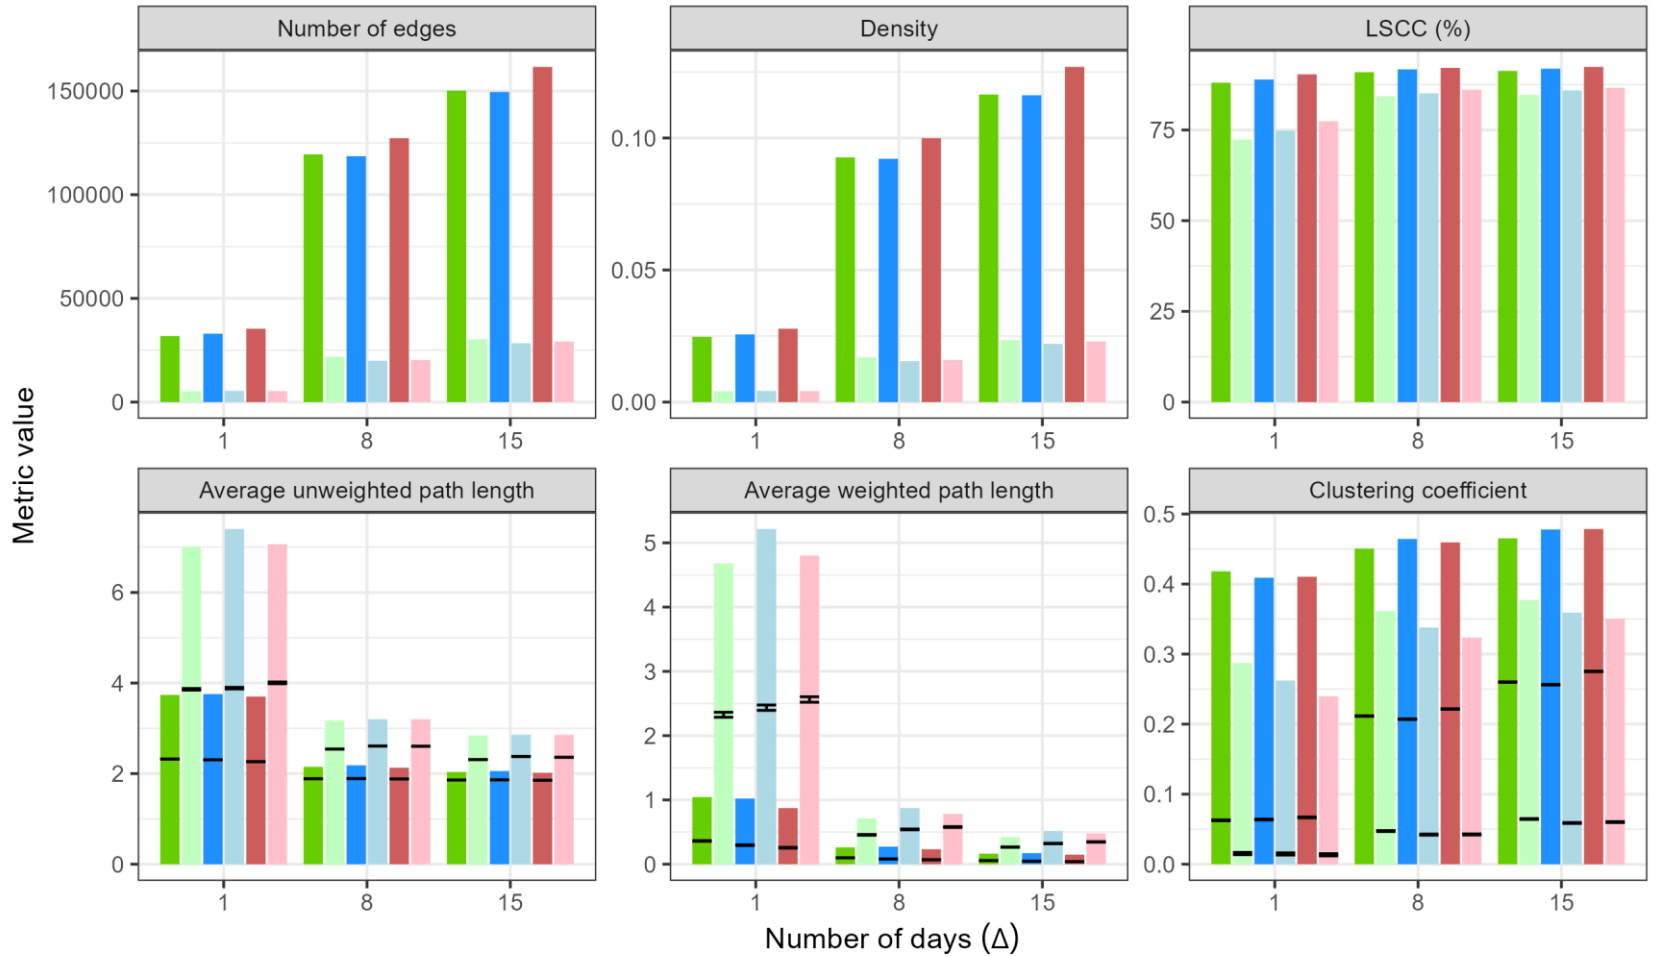 Number of edges
Density
LSCC (%)
150000
100000
50000
0
0.10
0.05
0.00
75
50
25
0
1 8 15
1 8 15
1 8 15
Metric value
Average unweighted path length
Average weighted path length
Clustering coefficient
6
4
2
0
5
4
3
2
1
0
0.5
0.4
0.3
0.2
0.1
0.0
1 8 15
1 8 15
1 8 15
Number of days (Δ)